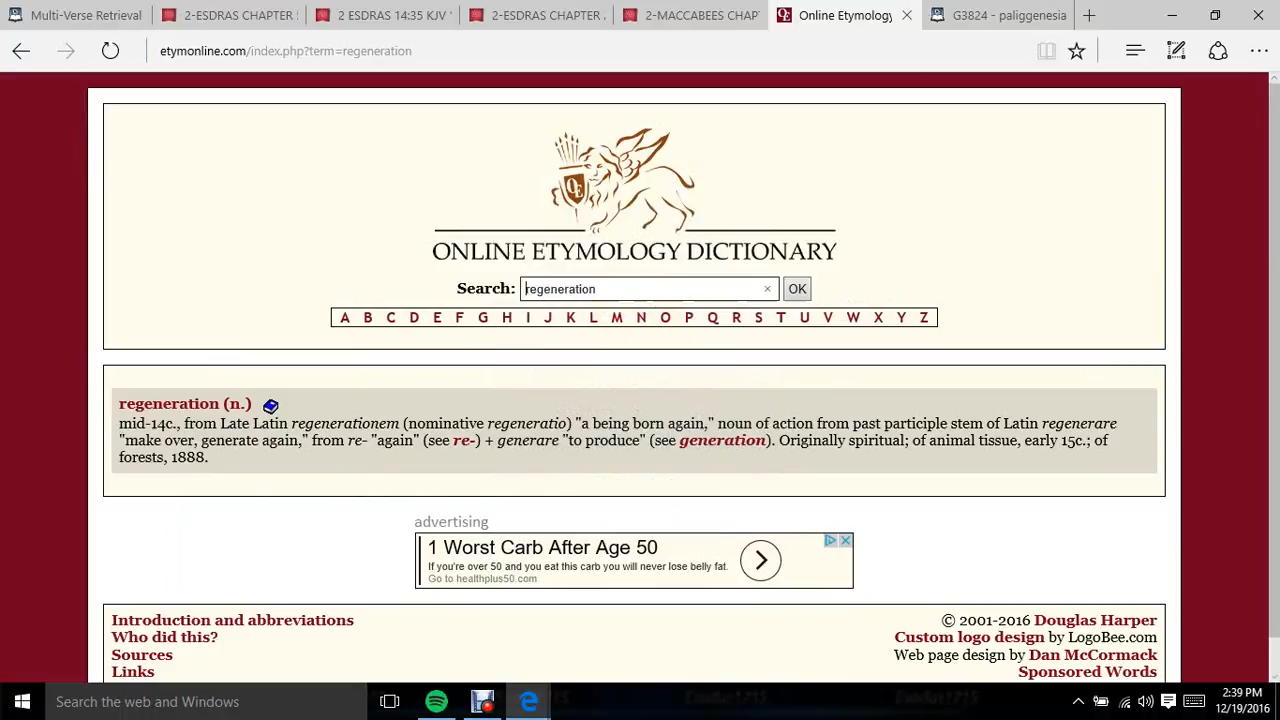 Multi-Verse Retrieval
2-ESDRAS CHAPTER
2 ESDRAS 14:35 KJV
2-ESDRAS CHAPTER
2-MACCABEES CHAPT
Online Etymology
G3824 - paliggenesia
etymonline.com/index.php?term=regeneration
OE
ONLINE ETYMOLOGY DICTIONARY
Search: regeneration × OK
A B C D E F G H I J K L M N O P Q R S T U V W X Y Z
regeneration (n.)
mid-14c., from Late Latin regenerationem (nominative regeneratio) "a being born again," noun of action from past participle stem of Latin regenerare
"make over, generate again," from re- "again" (see re-) + generare "to produce" (see generation). Originally spiritual; of animal tissue, early 15c.; of
forests, 1888.
advertising
1 Worst Carb After Age 50
If you're over 50 and you eat this carb you will never lose belly fat.
Go to healthplus50.com
Introduction and abbreviations
Who did this?
Sources
Links
© 2001-2016 Douglas Harper
Custom logo design by LogoBee.com
Web page design by Dan McCormack
Sponsored Words
Search the web and Windows
2:39 PM
12/19/2016